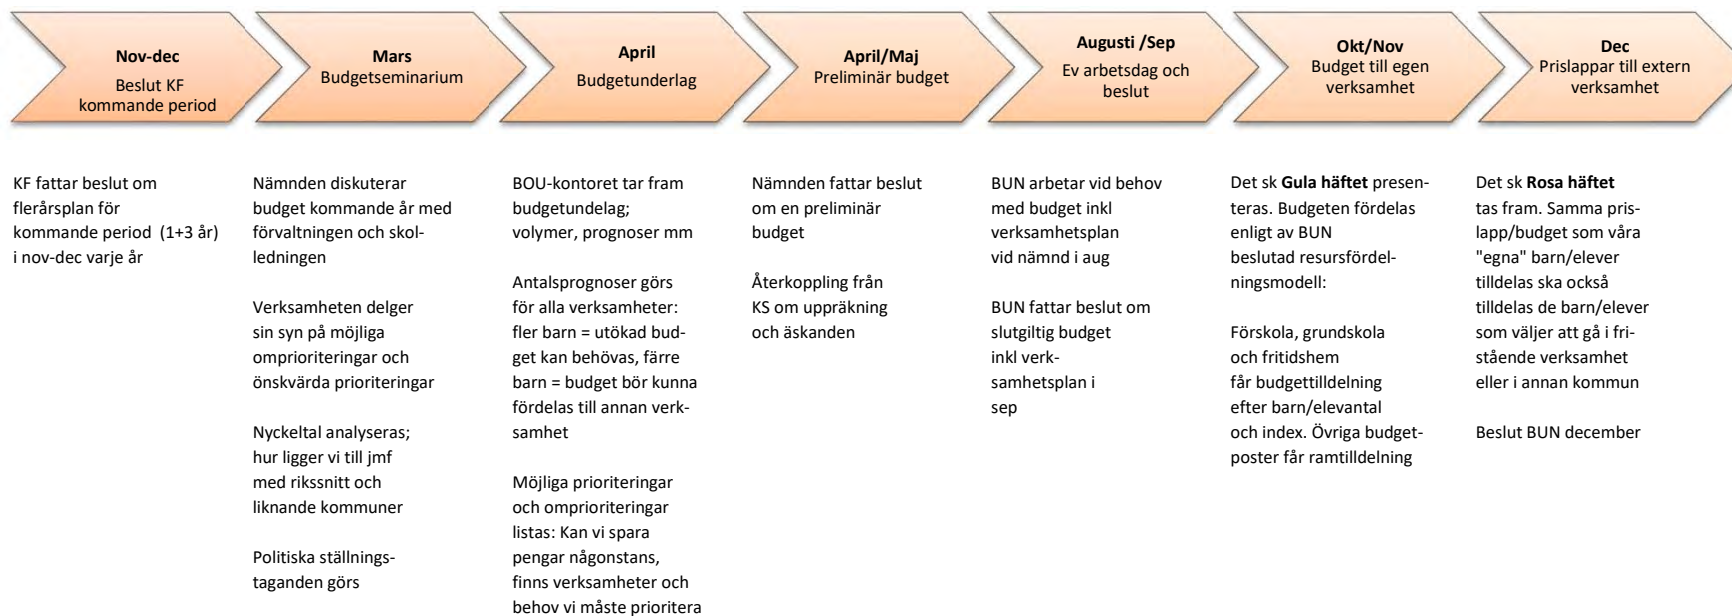 Nov-dec
Beslut KF
kommande period
Mars
Budgetseminarium
April
Budgetunderlag
April/Maj
Preliminär budget
Augusti /Sep
Ev arbetsdag och
beslut
Okt/Nov
Budget till egen
verksamhet
Dec
Prislappar till extern
verksamhet
KF fattar beslut om
flerårsplan för
kommande period (1+3 år)
i nov-dec varje år
Nämnden diskuterar
budget kommande år med
förvaltningen och skol-
ledningen
Verksamheten delger
sin syn på möjliga
omprioriteringar och
önskvärda prioriteringar
Nyckeltal analyseras;
hur ligger vi till jmf
med rikssnitt och
liknande kommuner
Politiska ställnings-
taganden görs
BOU-kontoret tar fram
budgetundelag;
volymer, prognoser mm
Antalsprognoser görs
för alla verksamheter:
fler barn = utökad bud-
get kan behövas, färre
barn = budget bör kunna
fördelas till annan verk-
samhet
Möjliga prioriteringar
och omprioriteringar
listas: Kan vi spara
pengar någonstans,
finns verksamheter och
behov vi måste prioritera
Nämnden fattar beslut
om en preliminär
budget
Återkoppling från
KS om uppräkning
och äskanden
BUN arbetar vid behov
med budget inkl
verksamhetsplan
vid nämnd i aug
BUN fattar beslut om
slutgiltig budget
inkl verk-
samhetsplan i
sep
Det sk Gula häftet presen-
teras. Budgeten fördelas
enligt av BUN
beslutad resursfördel-
ningsmodell:
Förskola, grundskola
och fritidshem
får budgettilldelning
efter barn/elevantal
och index. Övriga budget-
poster får ramtilldelning
Det sk Rosa häftet
tas fram. Samma pris-
lapp/budget som våra
"egna" barn/elever
tilldelas ska också
tilldelas de barn/elever
som väljer att gå i fri-
stående verksamhet
eller i annan kommun
Beslut BUN december